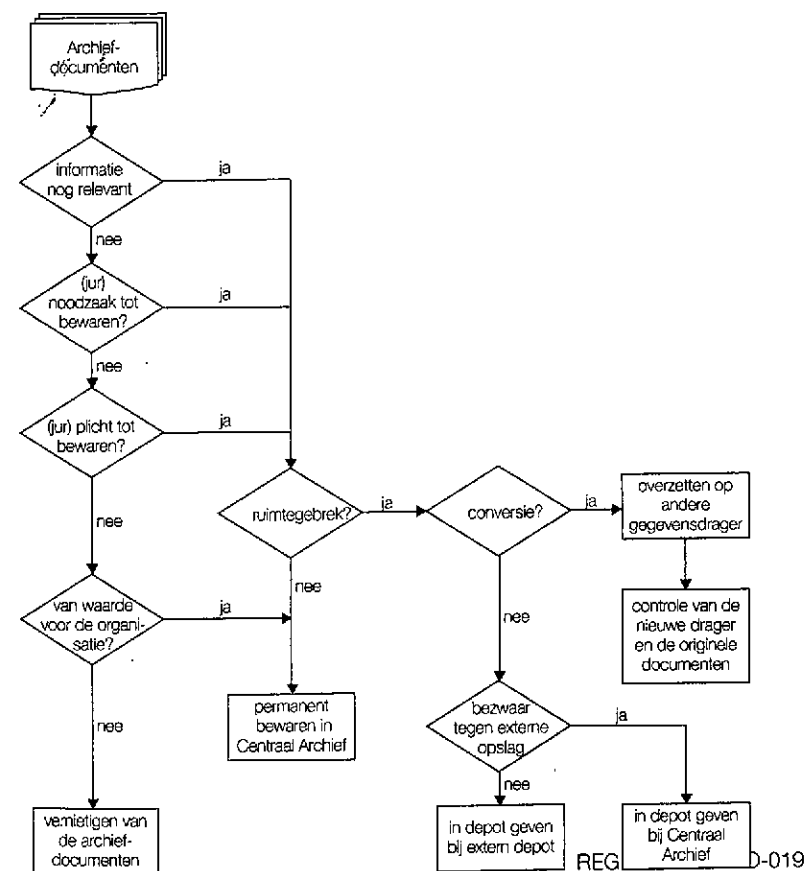 Archief-
documenten
informatie
nog relevant
ja
nee
(jur)
noodzaak tot
bewaren?
ja
nee
(jur) plicht tot
bewaren?
ja
nee
ruimtegebrek?
ja
nee
conversie?
ja
nee
overzetten op
andere
gegevensdrager
controle van de
nieuwe drager
en de originele
documenten
van waarde
voor de organi-
satie?
ja
nee
permanent
bewaren in
Centraal Archief
bezwaar
tegen externe
opslag
ja
nee
vernietigen van
de archief-
documenten
in depot geven
bij extern depot
in depot geven
bij Centraal
Archief
REG
-019